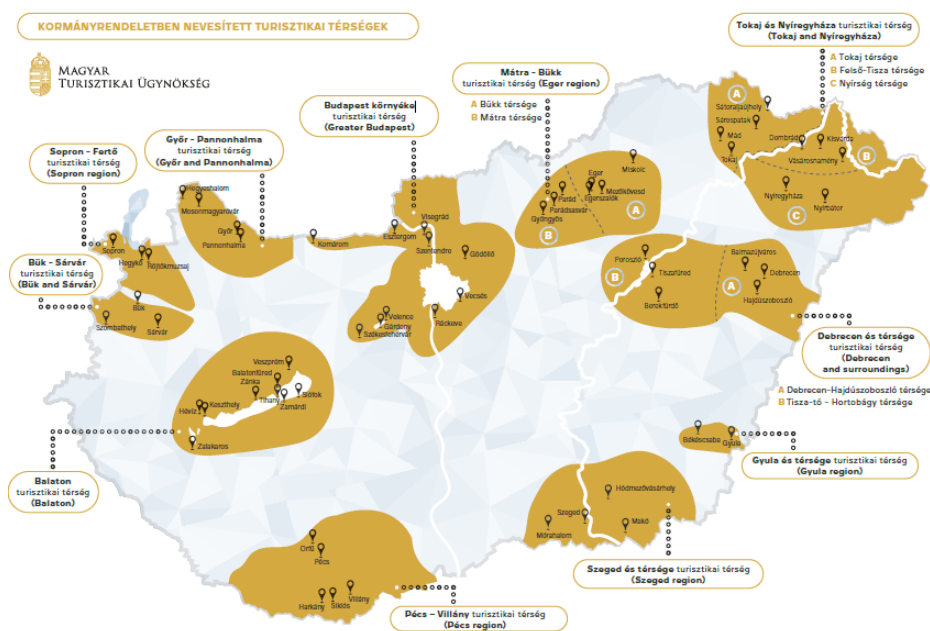 KORMÁNYRENDELETBEN NEVESÍTETT TURISZTIKAI TÉRSÉGEK
MAGYAR
TURISZTIKAI ÜGYNÖKSÉG
Tokaj és Nyíregyháza turisztikai térség
(Tokaj and Nyíregyháza)
A Tokaj térsége
B Felső-Tisza térsége
C Nyírség térsége
Mátra - Bükk
turisztikai térség (Eger region)
A Bükk térsége
B Mátra térsége
Budapest környéke
turisztikai térség
(Greater Budapest)
Győr - Pannonhalma
turisztikai térség
(Győr and Pannonhalma)
Sopron - Fertő
turisztikai térség
(Sopron region)
Bük - Sárvár
turisztikai térség
(Bük and Sárvár)
A
Sátoraljaújhely
Sárospatak
Mád
Tokaj
Dombrád
Kisvárda
Vásárosnamény
B
Nyíregyháza
Nyírbátor
C
Miskolc
Eger
Egerszalók
Mezőkövesd
Parád
Parádsasvár
Gyöngyös
A
B
Hegyeshalom
Mosonmagyaróvár
Győr
Pannonhalma
Komárom
Esztergom
Visegrád
Szentendre
Gödöllő
Vecsés
Ráckeve
Velence
Gárdony
Székesfehérvár
Sopron
Hegykő
Bük
Szombathely
Sárvár
Poroszló
Tiszafüred
Berekfürdő
B
Balmazújváros
Debrecen
Hajdúszoboszló
A
Debrecen és térsége
turisztikai térség
(Debrecen
and surroundings)
A Debrecen-Hajdúszoboszló térsége
B Tisza-tó - Hortobágy térsége
Veszprém
Balatonfüred
Zánka
Tihany
Siófok
Zamárdi
Keszthely
Hévíz
Zalakaros
Balaton
turisztikai térség
(Balaton)
Békéscsaba
Gyula
Gyula és térsége turisztikai térség
(Gyula region)
Hódmezővásárhely
Szeged
Makó
Mórahalom
Szeged és térsége turisztikai térség
(Szeged region)
Orfű
Pécs
Harkány
Siklós
Villány
Pécs – Villány turisztikai térség
(Pécs region)